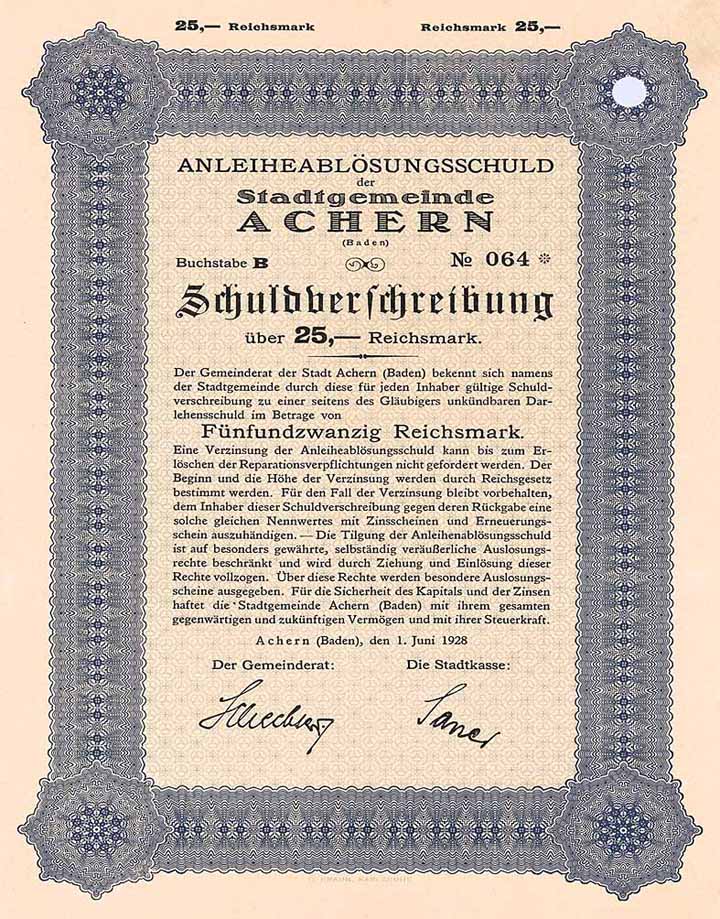 25,— Reichsmark Reichsmark 25,—
ANLEIHEABLÖSUNGSSCHULD
der
Stadtgemeinde
ACHERN
(Baden)
Buchstabe B № 064 *
Schuldverschreibung
über 25,— Reichsmark.
Der Gemeinderat der Stadt Achern (Baden) bekennt sich namens
der Stadtgemeinde durch diese für jeden Inhaber gültige Schuld-
verschreibung zu einer seitens des Gläubigers unkündbaren Dar-
lehensschuld im Betrage von
Fünfundzwanzig Reichsmark.
Eine Verzinsung der Anleiheablösungsschuld kann bis zum Er-
löschen der Reparationsverpflichtungen nicht gefordert werden. Der
Beginn und die Höhe der Verzinsung werden durch Reichsgesetz
bestimmt werden. Für den Fall der Verzinsung bleibt vorbehalten,
dem Inhaber dieser Schuldverschreibung gegen deren Rückgabe eine
solche gleichen Nennwertes mit Zinsscheinen und Erneuerungs-
schein auszuhändigen. — Die Tilgung der Anleihenablösungsschuld
ist auf besonders gewährte, selbständig veräußerliche Auslosungs-
rechte beschränkt und wird durch Ziehung und Einlösung dieser
Rechte vollzogen. Über diese Rechte werden besondere Auslosungs-
scheine ausgegeben. Für die Sicherheit des Kapitals und der Zinsen
haftet die Stadtgemeinde Achern (Baden) mit ihrem gesamten
gegenwärtigen und zukünftigen Vermögen und mit ihrer Steuerkraft.
Achern (Baden), den 1. Juni 1928
Der Gemeinderat: Die Stadtkasse: